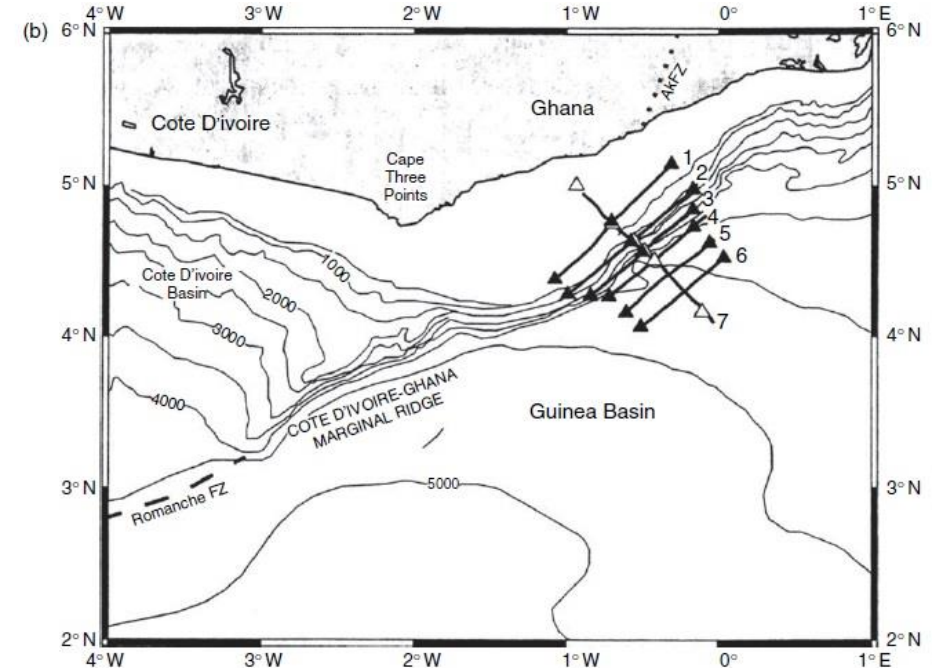 (b)
4° W 3° W 2° W 1° W 0° 1° E
6° N 6° N
AkFZ
Ghana
Cote D'ivoire
Cape
Three
Points
5° N 5° N
1
2
3
4
5
6
7
1000
Cote D'ivoire
Basin
2000
3000
4° N 4° N
4000
COTE D'IVOIRE-GHANA
MARGINAL RIDGE
Guinea Basin
Romanche FZ
5000
3° N 3° N
2° N 2° N
4° W 3° W 2° W 1° W 0° 1° E